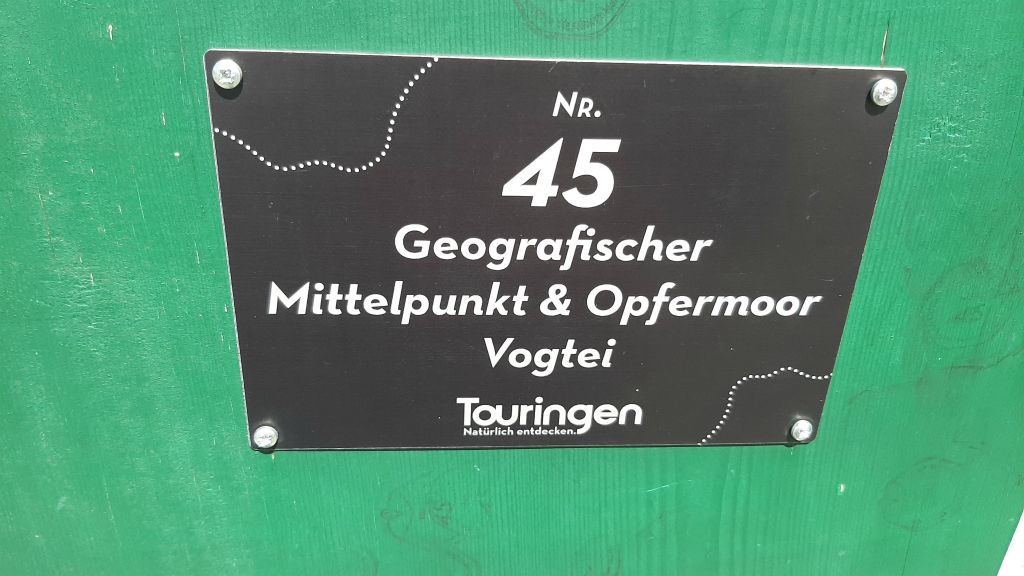 Nr.
45
Geografischer
Mittelpunkt & Opfermoor
Vogtei
Touringen
Natürlich entdecken.